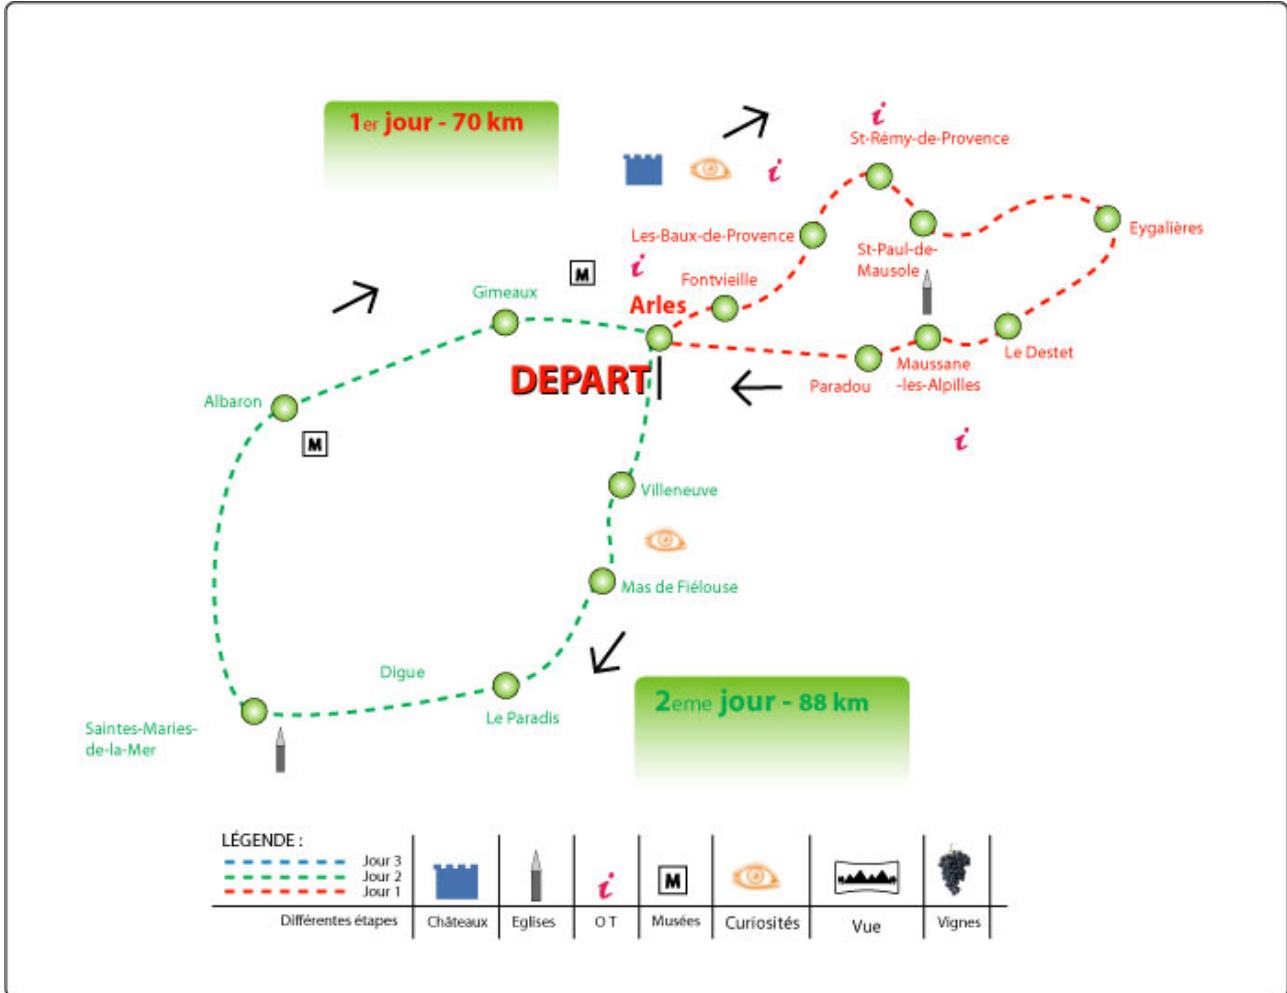 1er jour - 70 km
i
St-Rémy-de-Provence
i
Les-Baux-de-Provence
St-Paul-de-
Mausole
Eygalières
M
i
Fontvieille
Gimeaux
Arles
DEPART
Le Destet
Maussane
-les-Alpilles
Paradou
Albaron
M
i
Villeneuve
Mas de Fiélouse
Digue
Le Paradis
2eme jour - 88 km
Saintes-Maries-
de-la-Mer
LÉGENDE :
Jour 3
Jour 2
Jour 1
i
M
Différentes étapes
Châteaux
Eglises
O T
Musées
Curiosités
Vue
Vignes